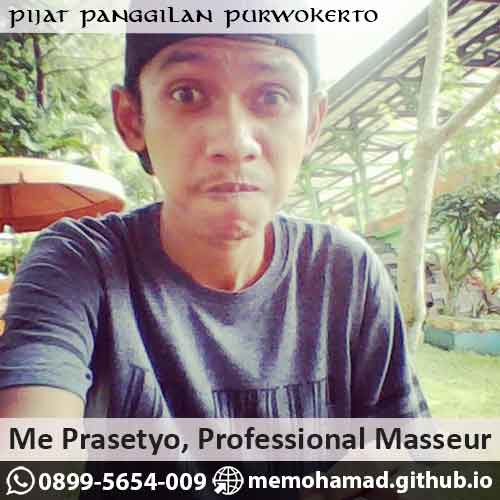 PIJAT PANGGILAN PURWOKERTO
Me Prasetyo, Professional Masseur
0899-5654-009 memohamad.github.io